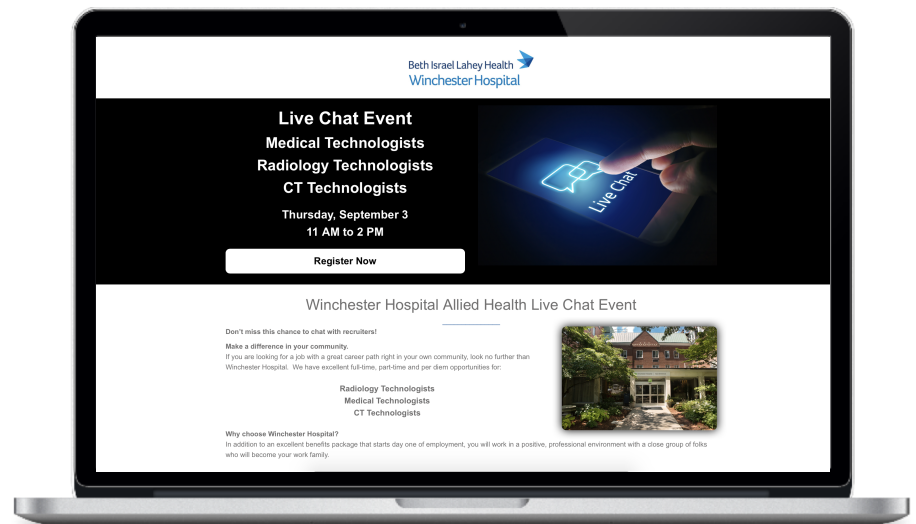 Beth Israel Lahey Health
Winchester Hospital
Live Chat Event
Medical Technologists
Radiology Technologists
CT Technologists
Thursday, September 3
11 AM to 2 PM
Register Now
Live Chat
Winchester Hospital Allied Health Live Chat Event
Don't miss this chance to chat with recruiters!
Make a difference in your community.
If you are looking for a job with a great career path right in your own community, look no further than
Winchester Hospital. We have excellent full-time, part-time and per diem opportunities for:
Radiology Technologists
Medical Technologists
CT Technologists
Why choose Winchester Hospital?
In addition to an excellent benefits package that starts day one of employment, you will work in a positive, professional environment with a close group of folks
who will become your work family.